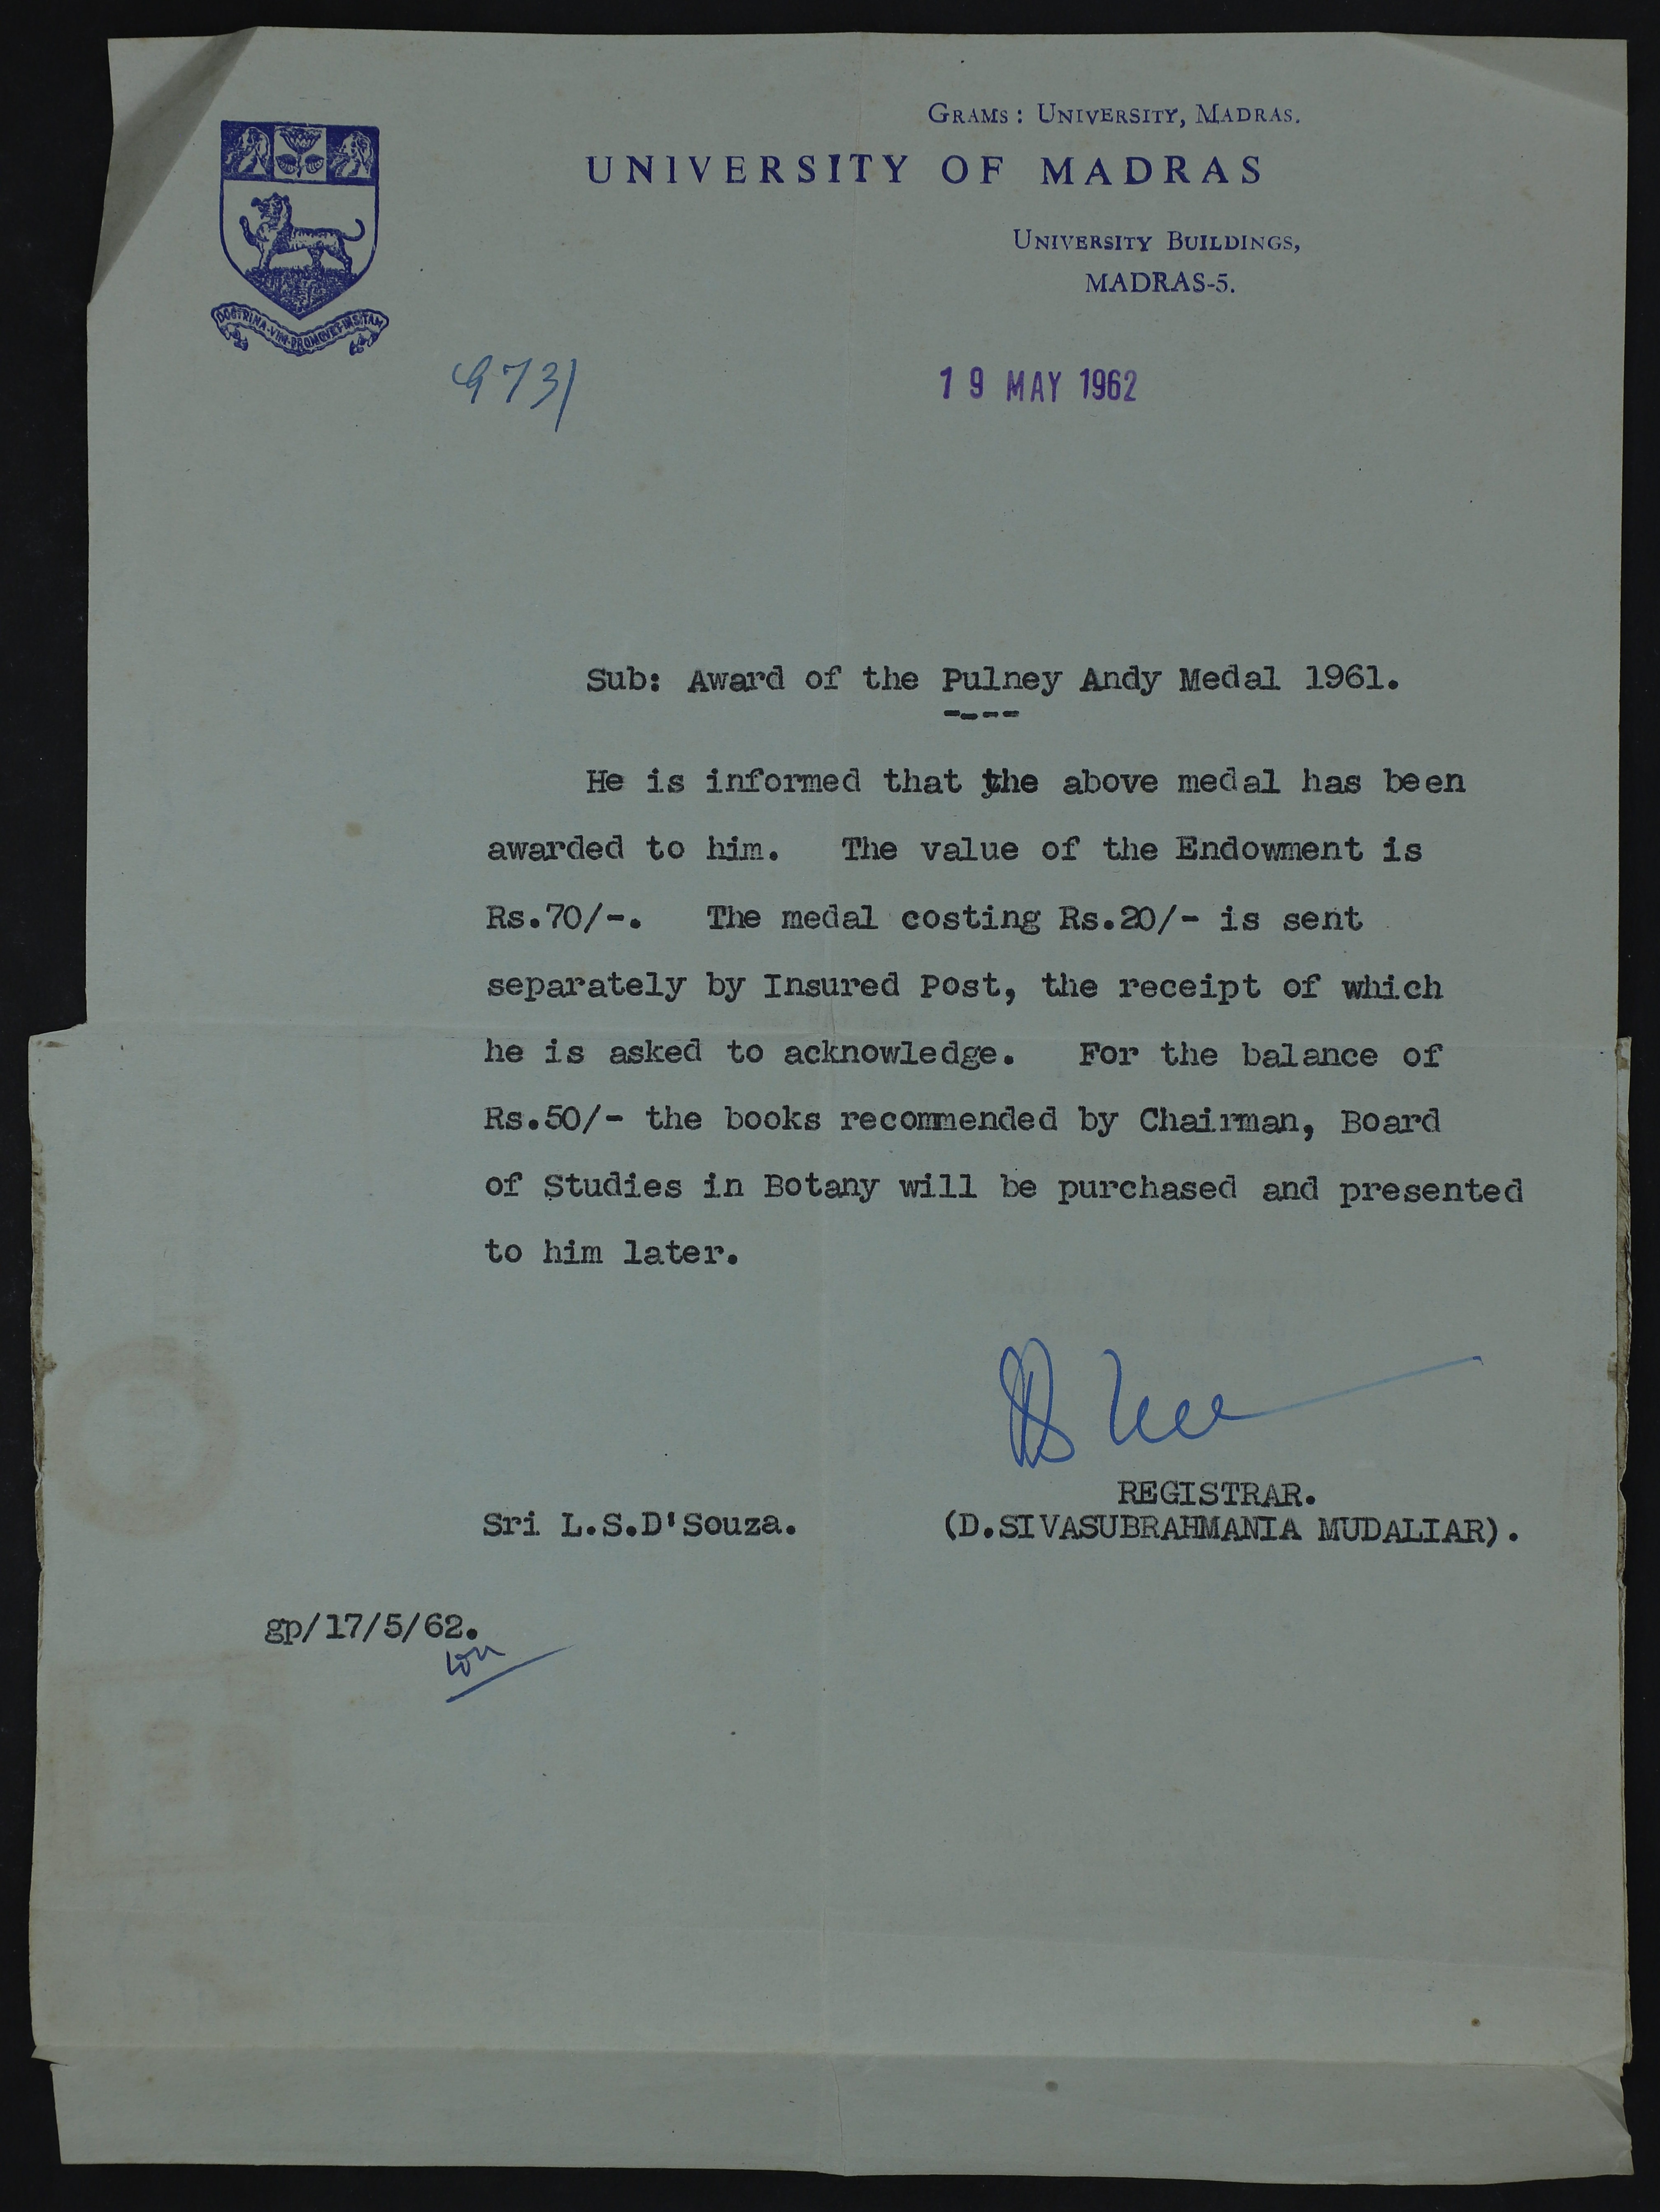 GRAMS: UNIVERSITY, MADRAS.
UNIVERSITY OF MADRAS
UNIVERSITY BUILDINGS,
MADRAS-5.
DOCTRINA·VIM·PROMOVET·INSITAM
9731
19 MAY 1962
Sub: Award of the Pulney Andy Medal 1961.
----
He is informed that the above medal has been
awarded to him. The value of the Endowment is
Rs.70/-. The medal costing Rs.20/- is sent
separately by Insured Post, the receipt of which
he is asked to acknowledge. For the balance of
Rs.50/- the books recommended by Chairman, Board
of Studies in Botany will be purchased and presented
to him later.
REGISTRAR.
Sri L.S.D'Souza. (D.SIVASUBRAHMANIA MUDALIAR).
gp/17/5/62.